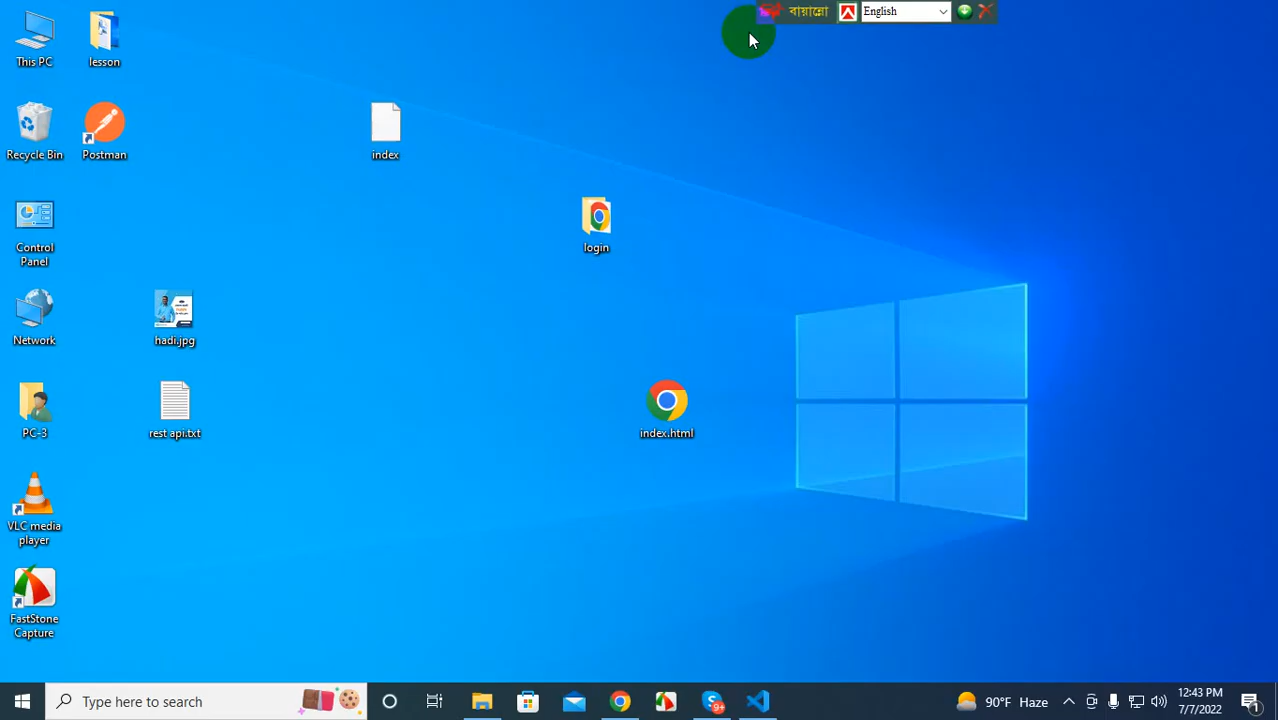 বায়ান্নো
English
This PC
lesson
Recycle Bin
Postman
index
Control
Panel
login
Network
hadi.jpg
PC-3
rest api.txt
index.html
VLC media
player
FastStone
Capture
Type here to search
9+
90°F Haze
12:43 PM
7/7/2022
1